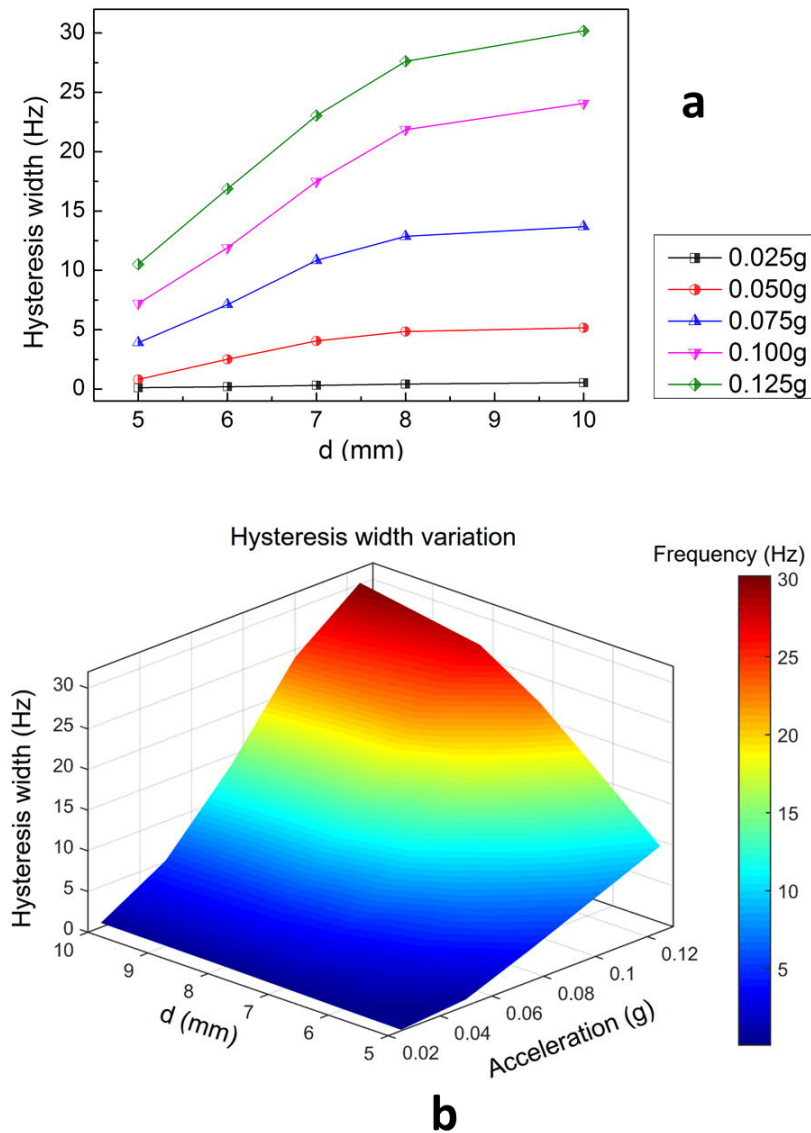 30
25
20
15
10
5
0
Hysteresis width (Hz)
5 6 7 8 9 10
d (mm)
a
0.025g
0.050g
0.075g
0.100g
0.125g
Hysteresis width variation
Frequency (Hz)
30
25
20
15
10
5
30
25
20
15
10
5
0
Hysteresis width (Hz)
10
9
8
7
6
5
d (mm)
0.02
0.04
0.06
0.08
0.1
0.12
Acceleration (g)
b